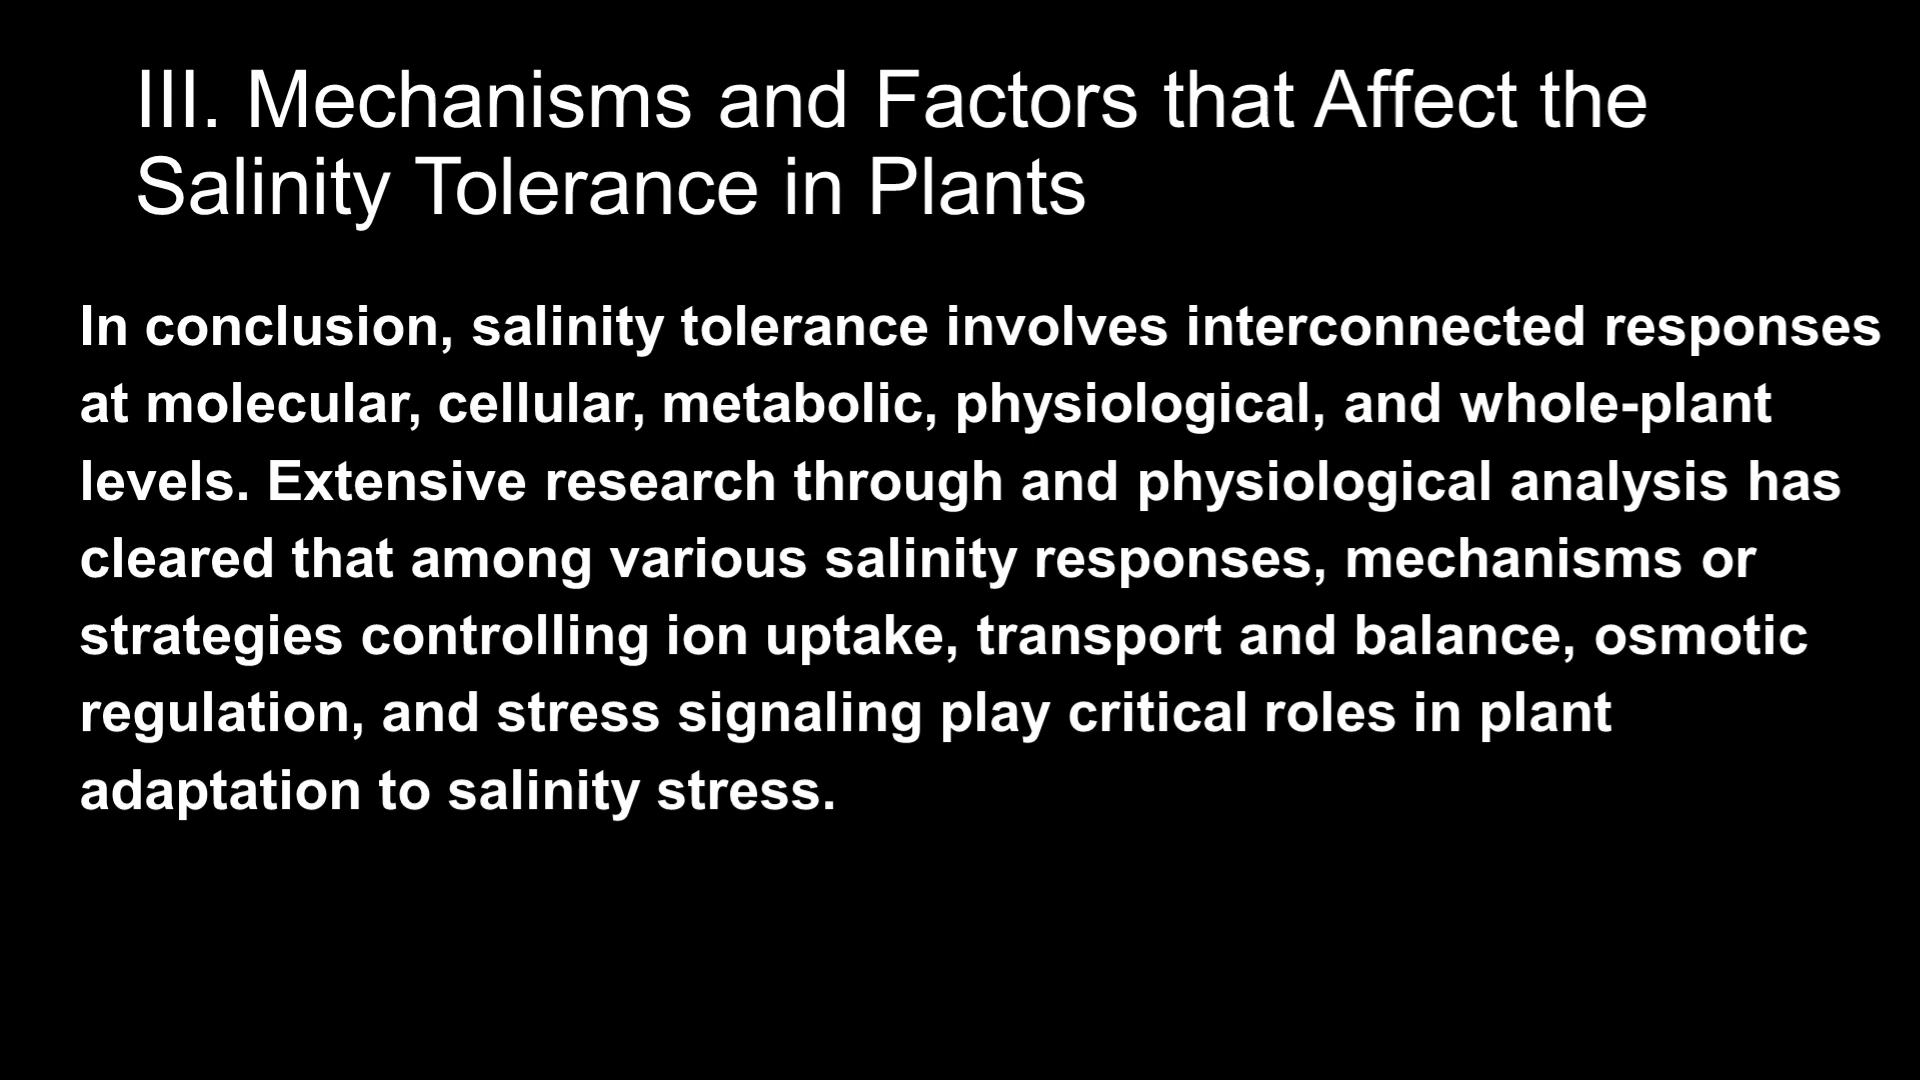 III. Mechanisms and Factors that Affect the
Salinity Tolerance in Plants
In conclusion, salinity tolerance involves interconnected responses
at molecular, cellular, metabolic, physiological, and whole-plant
levels. Extensive research through and physiological analysis has
cleared that among various salinity responses, mechanisms or
strategies controlling ion uptake, transport and balance, osmotic
regulation, and stress signaling play critical roles in plant
adaptation to salinity stress.